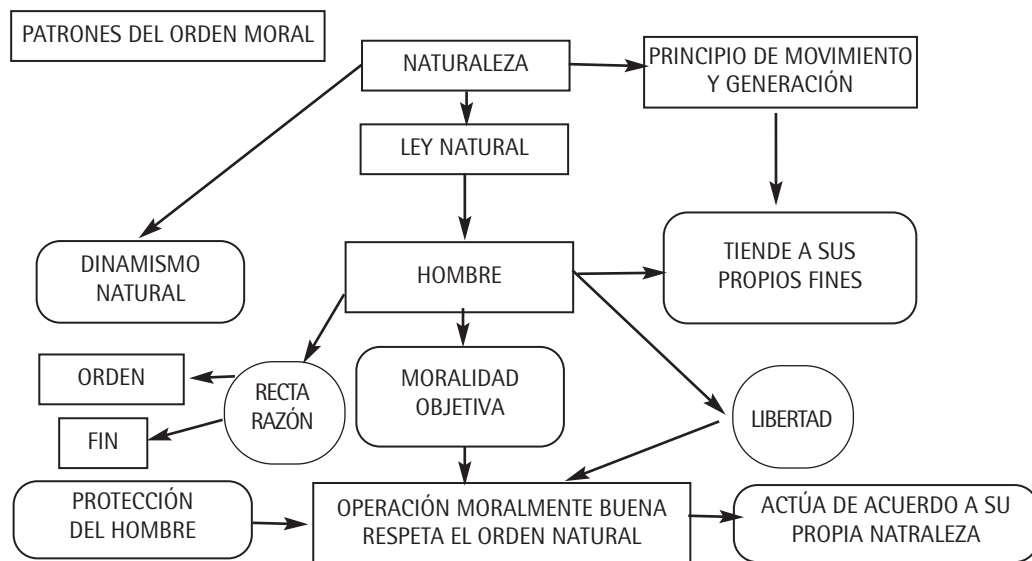 PATRONES DEL ORDEN MORAL
NATURALEZA
PRINCIPIO DE MOVIMIENTO
Y GENERACIÓN
LEY NATURAL
DINAMISMO
NATURAL
HOMBRE
TIENDE A SUS
PROPIOS FINES
ORDEN
RECTA
RAZÓN
MORALIDAD
OBJETIVA
LIBERTAD
FIN
PROTECCIÓN
DEL HOMBRE
OPERACIÓN MORALMENTE BUENA
RESPETA EL ORDEN NATURAL
ACTÚA DE ACUERDO A SU
PROPIA NATRALEZA